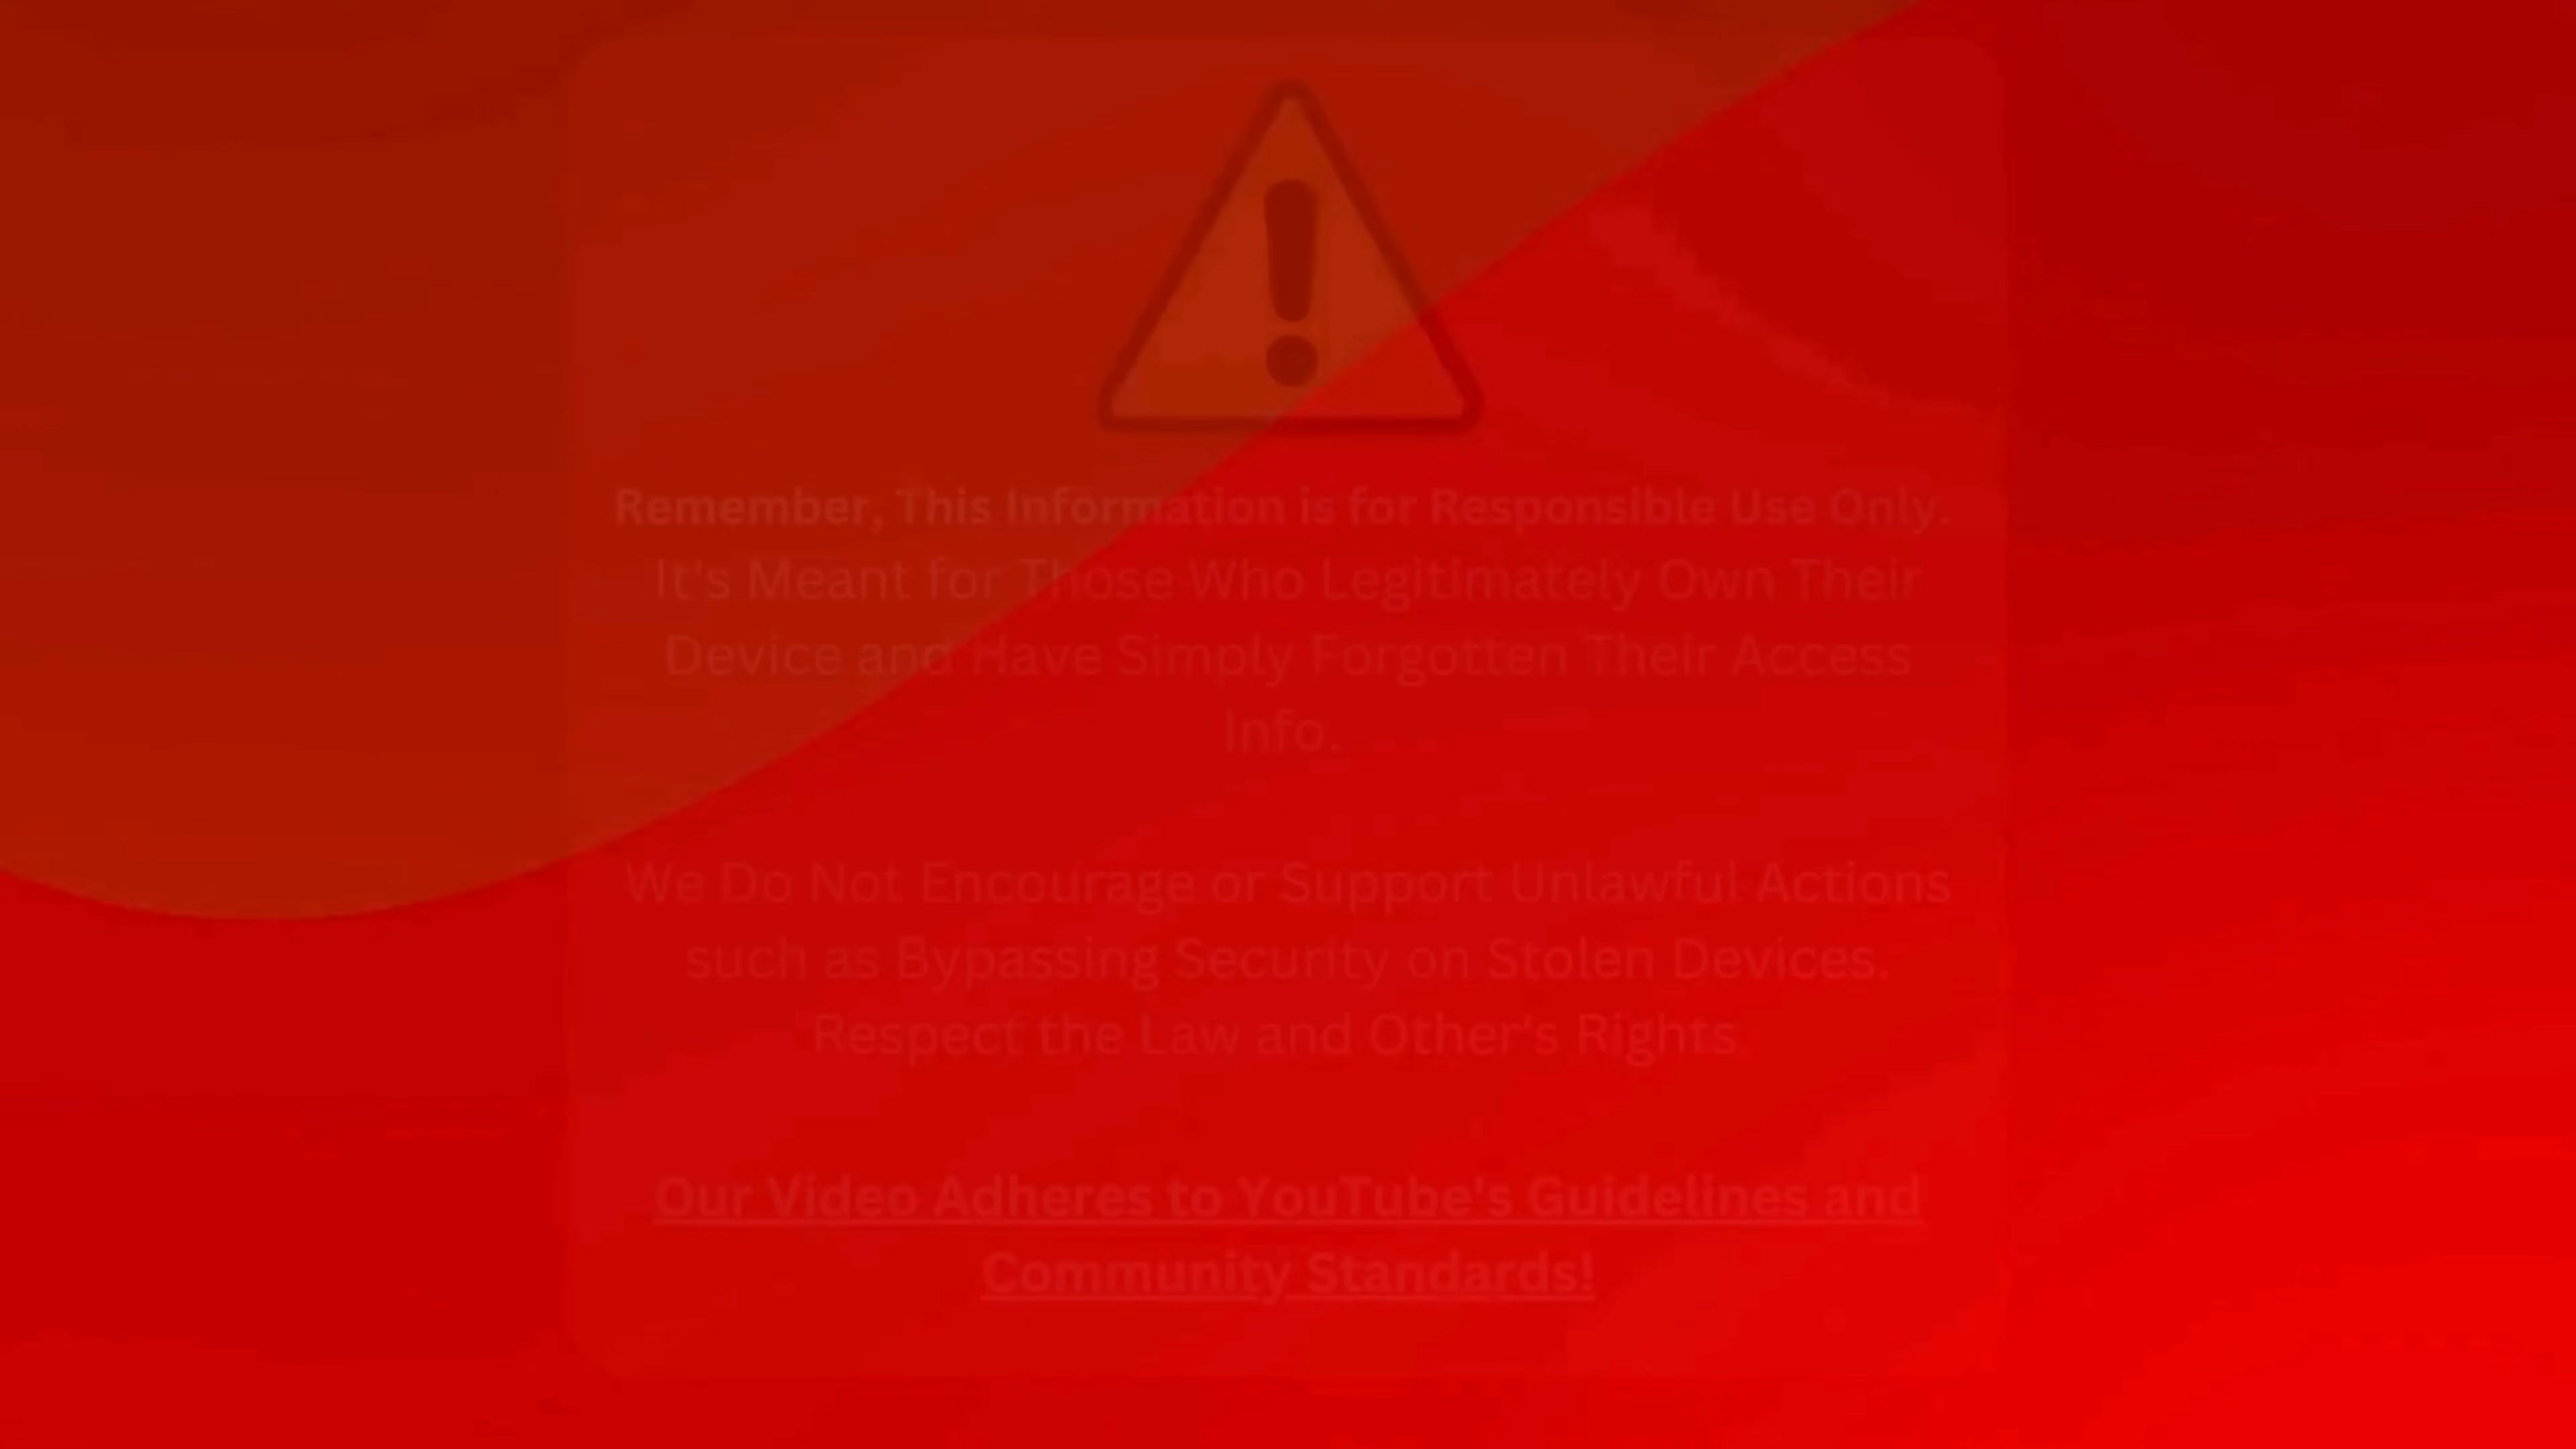 Remember, This Information is for Responsible Use Only.
It's Meant for Those Who Legitimately Own Their
Device and Have Simply Forgotten Their Access
Info.
We Do Not Encourage or Support Unlawful Actions
such as Bypassing Security on Stolen Devices.
Respect the Law and Other's Rights.
Our Video Adheres to YouTube's Guidelines and
Community Standards!